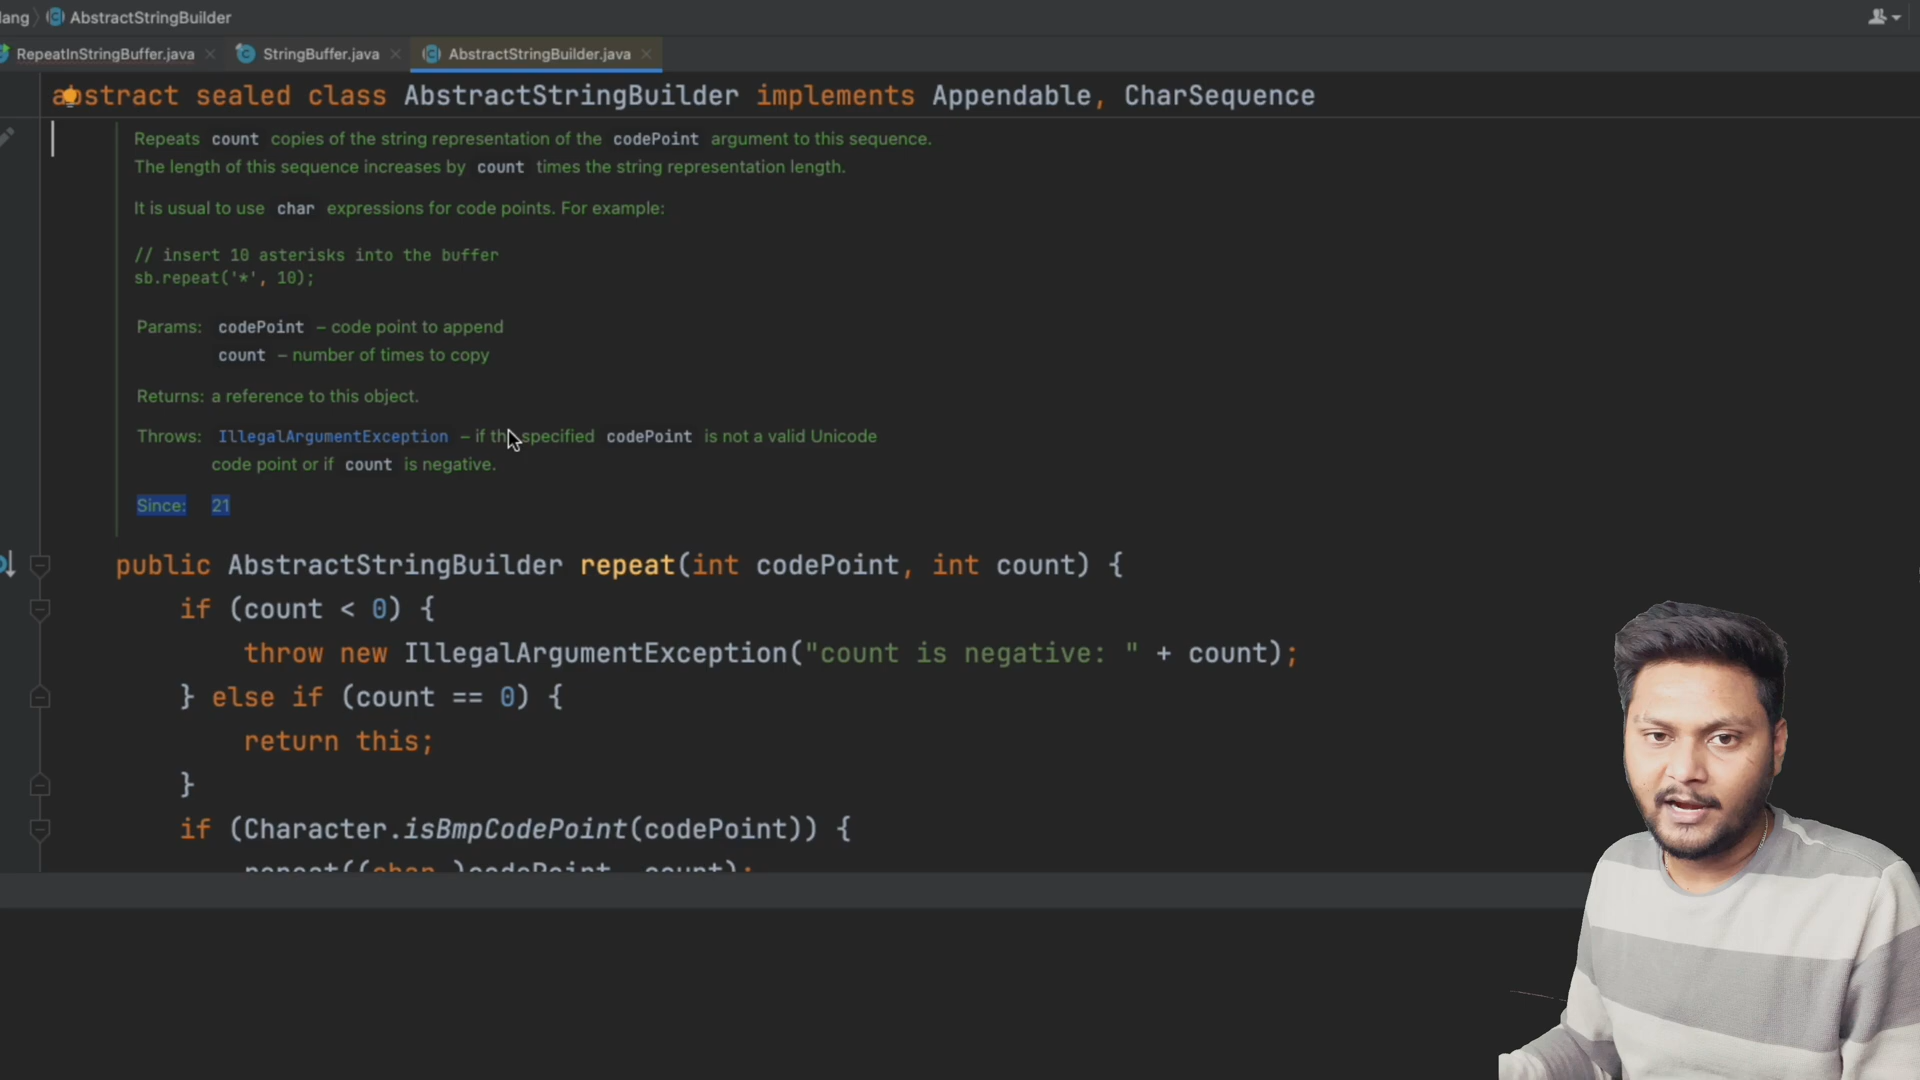 lang AbstractStringBuilder
RepeatInStringBuffer.java StringBuffer.java AbstractStringBuilder.java
abstract sealed class AbstractStringBuilder implements Appendable, CharSequence
Repeats count copies of the string representation of the codePoint argument to this sequence.
The length of this sequence increases by count times the string representation length.
It is usual to use char expressions for code points. For example:
// insert 10 asterisks into the buffer
sb.repeat('*', 10);
Params: codePoint – code point to append
count – number of times to copy
Returns: a reference to this object.
Throws: IllegalArgumentException – if the specified codePoint is not a valid Unicode
code point or if count is negative.
Since: 21
public AbstractStringBuilder repeat(int codePoint, int count) {
if (count < 0) {
throw new IllegalArgumentException("count is negative: " + count);
} else if (count == 0) {
return this;
}
if (Character.isBmpCodePoint(codePoint)) {
repeat((char )codePoint, count);